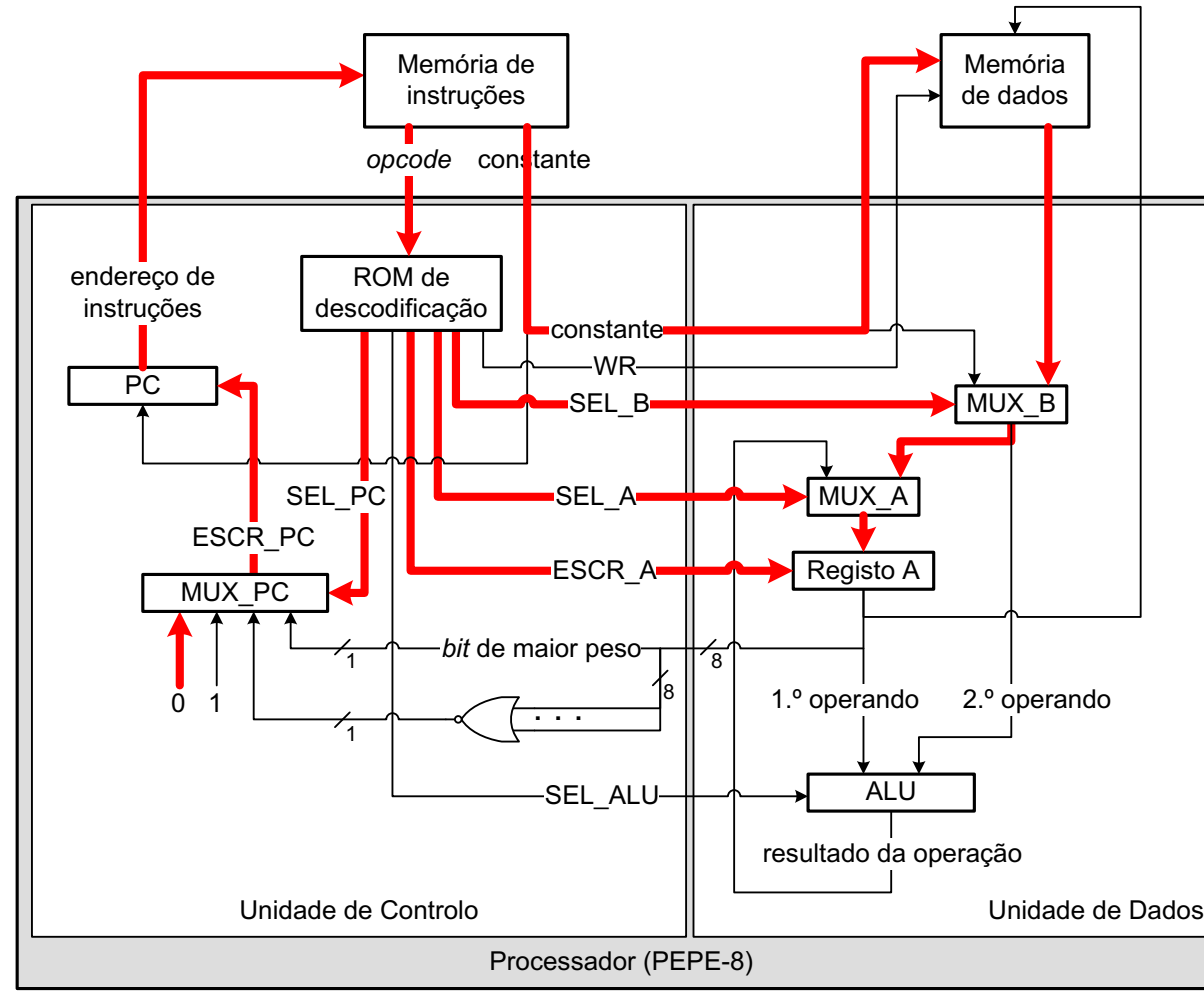 Memória de
instruções
Memória
de dados
opcode
constante
endereço de
instruções
ROM de
descodificação
constante
WR
PC
SEL_B
MUX_B
SEL_PC
SEL_A
MUX_A
ESCR_PC
ESCR_A
Registo A
MUX_PC
bit de maior peso
1
8
8
0
1
1
. . .
1.º operando
2.º operando
SEL_ALU
ALU
resultado da operação
Unidade de Controlo
Unidade de Dados
Processador (PEPE-8)